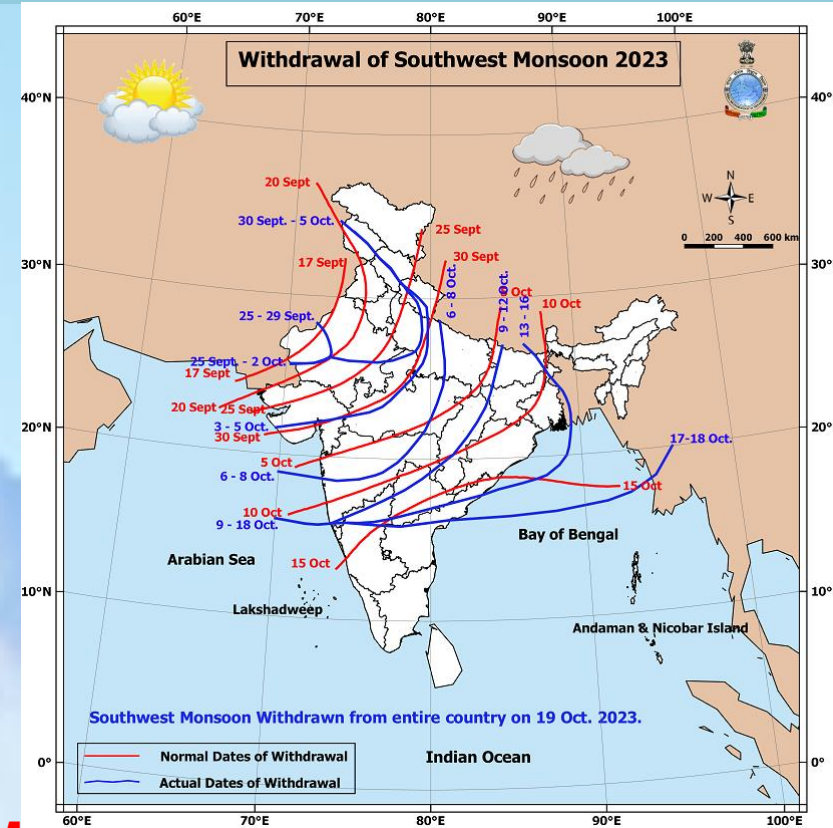 60°E 70°E 80°E 90°E 100°E
Withdrawal of Southwest Monsoon 2023
40°N 40°
N
W E
S
20 Sept
30 Sept. - 5 Oct.
25 Sept
0 200 400 600 km
30°N 30°
17 Sept
30 Sept
6 - 8 Oct.
9 - 12 Oct.
Oct
13 - 16
10 Oct
25 - 29 Sept.
25 Sept. - 2 Oct.
17 Sept
20 Sept
25 Sept
3 - 5 Oct.
30 Sept
20°N 20°
17-18 Oct.
5 Oct
6 - 8 Oct.
15 Oct
10 Oct
9 - 18 Oct.
Bay of Bengal
Arabian Sea
15 Oct
10°N 10°
Lakshadweep
Andaman & Nicobar Island
Southwest Monsoon Withdrawn from entire country on 19 Oct. 2023.
Normal Dates of Withdrawal
Indian Ocean
0° 0°
Actual Dates of Withdrawal
60°E 70°E 80°E 90°E 100°E